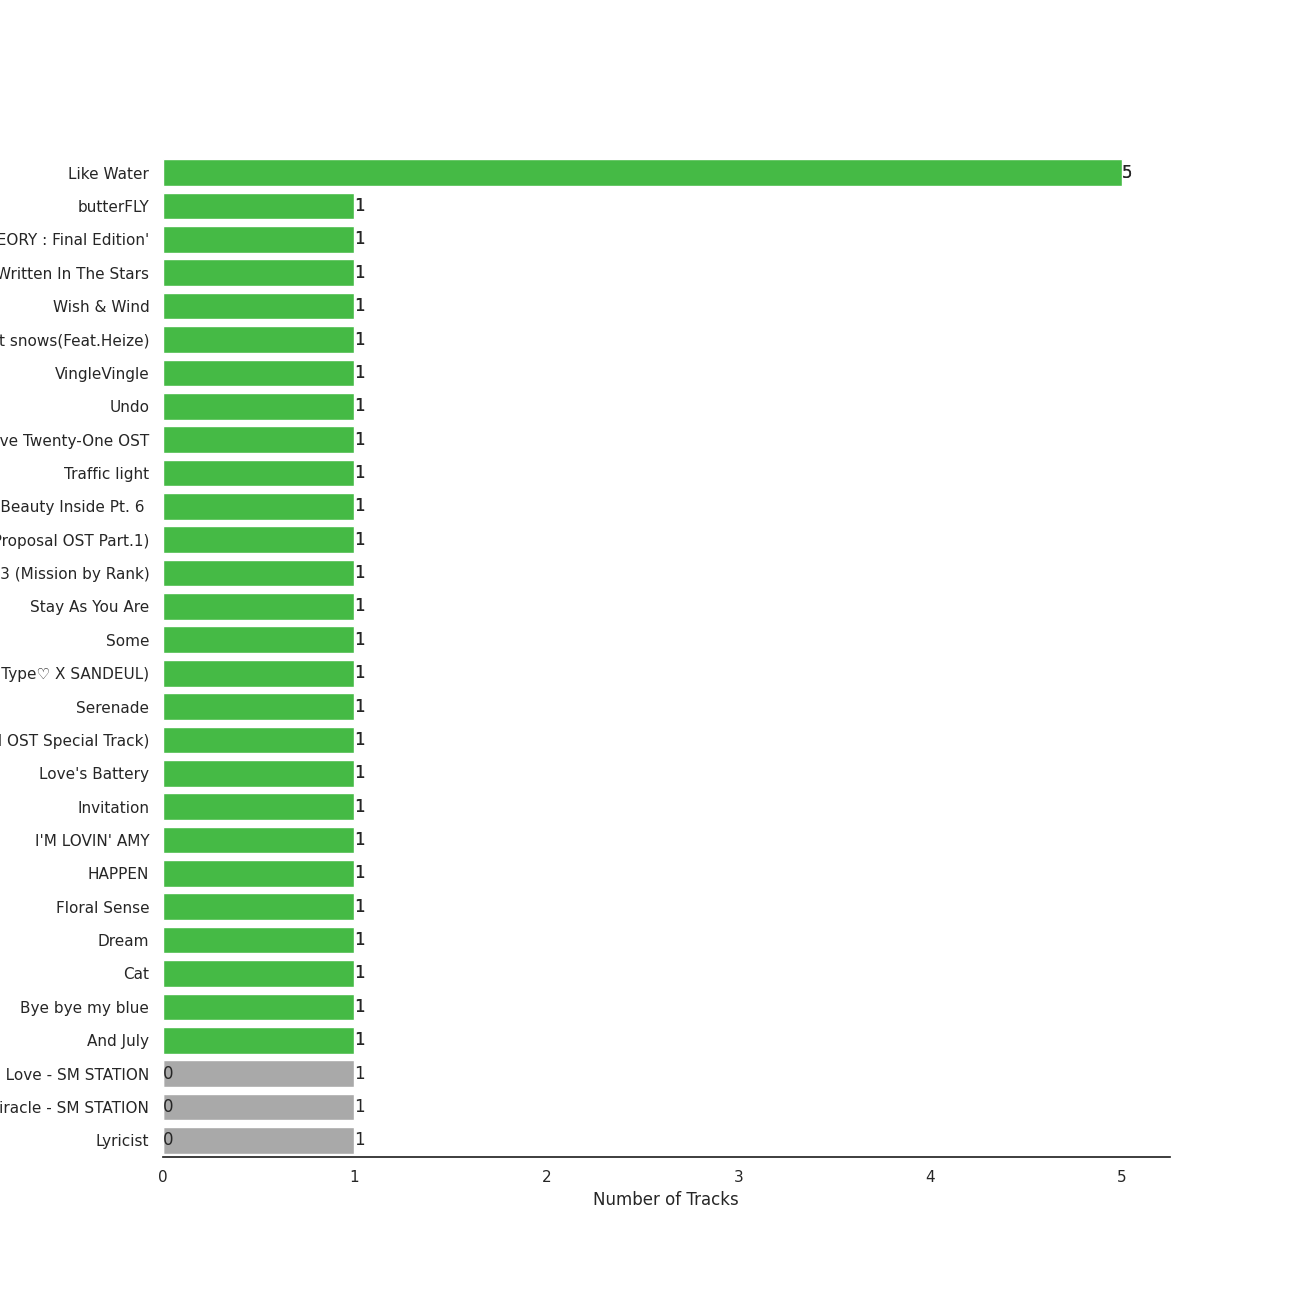 Like Water 5
butterFLY 1
: Final Edition' 1
Written In The Stars 1
Wish & Wind 1
snows(Feat.Heize) 1
VingleVingle 1
Undo 1
Twenty-One OST 1
Traffic light 1
Beauty Inside Pt. 6 1
Proposal OST Part.1) 1
3 (Mission by Rank) 1
Stay As You Are 1
Some 1
Type♡ X SANDEUL) 1
Serenade 1
OST Special Track) 1
Love's Battery 1
Invitation 1
I'M LOVIN' AMY 1
HAPPEN 1
Floral Sense 1
Dream 1
Cat 1
Bye bye my blue 1
And July 1
Love - SM STATION 0 1
- SM STATION 0 1
Lyricist 0 1
0 1 2 3 4 5
Number of Tracks